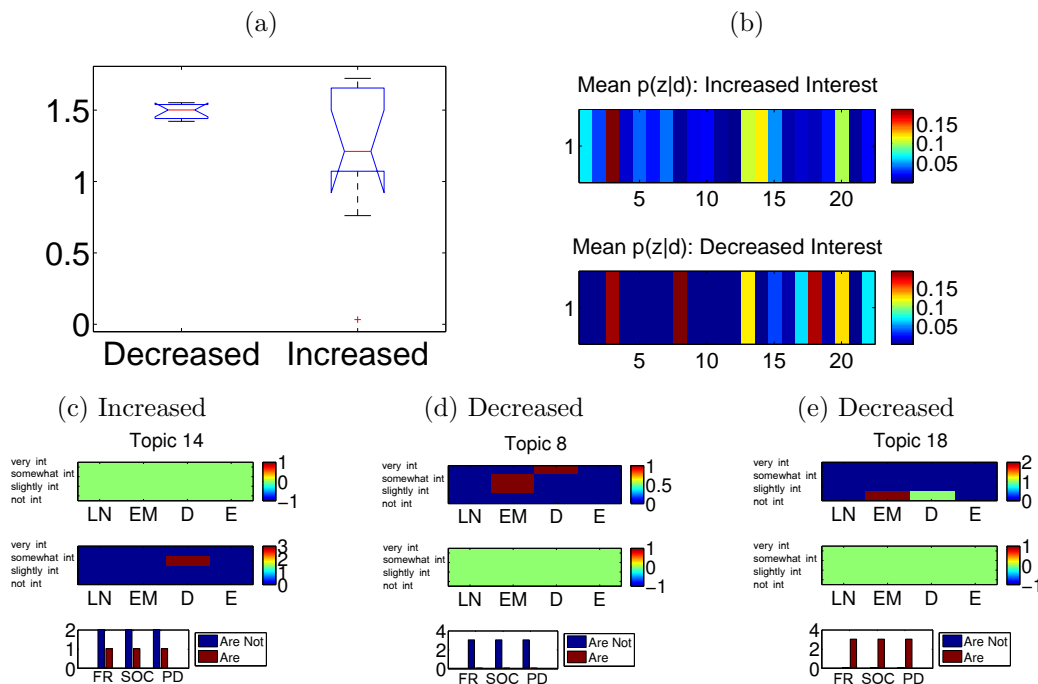 (a)
1.5
1
0.5
0
Decreased Increased
(b)
Mean p(z|d): Increased Interest
1
5 10 15 20
0.15
0.1
0.05
Mean p(z|d): Decreased Interest
1
5 10 15 20
0.15
0.1
0.05
(c) Increased
Topic 14
very int
somewhat int
slightly int
not int
LN EM D E
1
0
−1
very int
somewhat int
slightly int
not int
LN EM D E
3
2
1
0
2
1
0
FR SOC PD
Are Not
Are
(d) Decreased
Topic 8
very int
somewhat int
slightly int
not int
LN EM D E
1
0.5
0
very int
somewhat int
slightly int
not int
LN EM D E
1
0
−1
4
2
0
FR SOC PD
Are Not
Are
(e) Decreased
Topic 18
very int
somewhat int
slightly int
not int
LN EM D E
2
1
0
very int
somewhat int
slightly int
not int
LN EM D E
1
0
−1
4
2
0
FR SOC PD
Are Not
Are